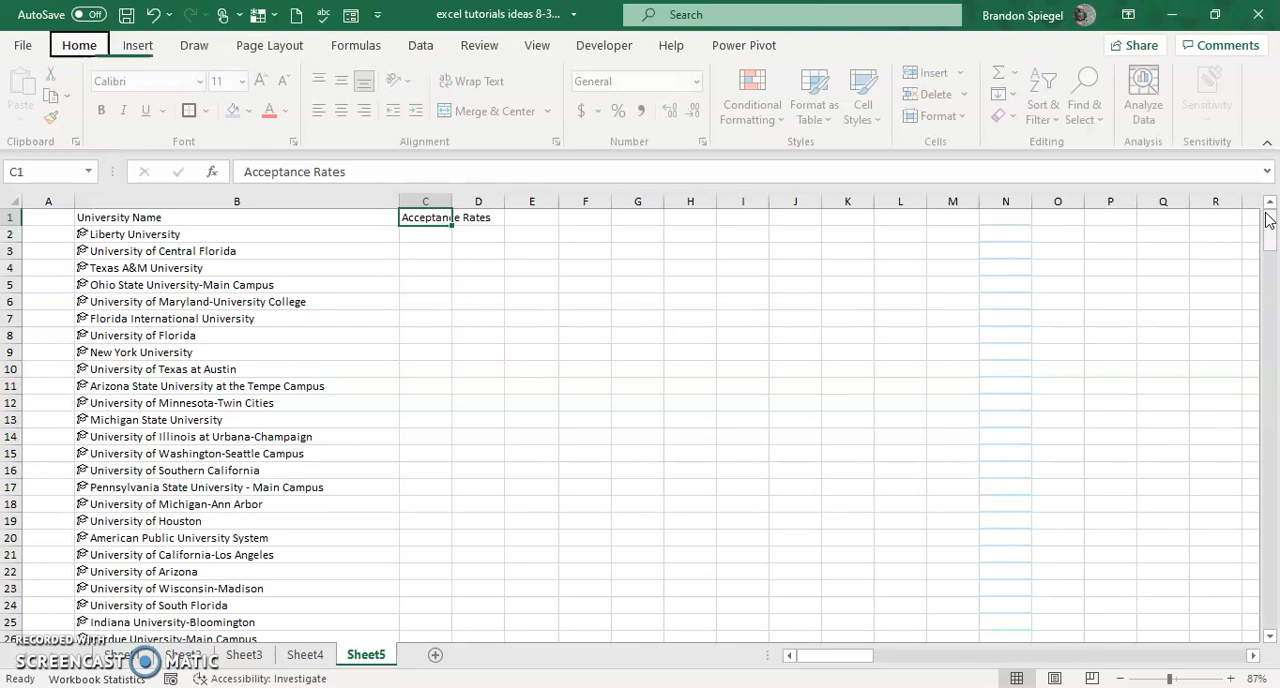 AutoSave Off excel tutorials ideas 8-3... Search Brandon Spiegel
File Home Insert Draw Page Layout Formulas Data Review View Developer Help Power Pivot Share Comments
Paste Calibri 11 Wrap Text General Conditional Formatting Format as Table Cell Styles Insert Sort & Filter Find & Select Analyze Data Sensitivity
Delete
B I U Merge & Center $ % Format
Clipboard Font Alignment Number Styles Cells Editing Analysis Sensitivity
C1 fx Acceptance Rates
A B C D E F G H I J K L M N O P Q R
1 University Name Acceptance Rates
2 Liberty University
3 University of Central Florida
4 Texas A&M University
5 Ohio State University-Main Campus
6 University of Maryland-University College
7 Florida International University
8 University of Florida
9 New York University
10 University of Texas at Austin
11 Arizona State University at the Tempe Campus
12 University of Minnesota-Twin Cities
13 Michigan State University
14 University of Illinois at Urbana-Champaign
15 University of Washington-Seattle Campus
16 University of Southern California
17 Pennsylvania State University - Main Campus
18 University of Michigan-Ann Arbor
19 University of Houston
20 American Public University System
21 University of California-Los Angeles
22 University of Arizona
23 University of Wisconsin-Madison
24 University of South Florida
25 Indiana University-Bloomington
26 University-Main Campus
RECORDED WITH
SCREENCAST MATIC
Sheet3 Sheet4 Sheet5
Ready Workbook Statistics Accessibility: Investigate 87%